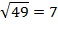 √49 = 7